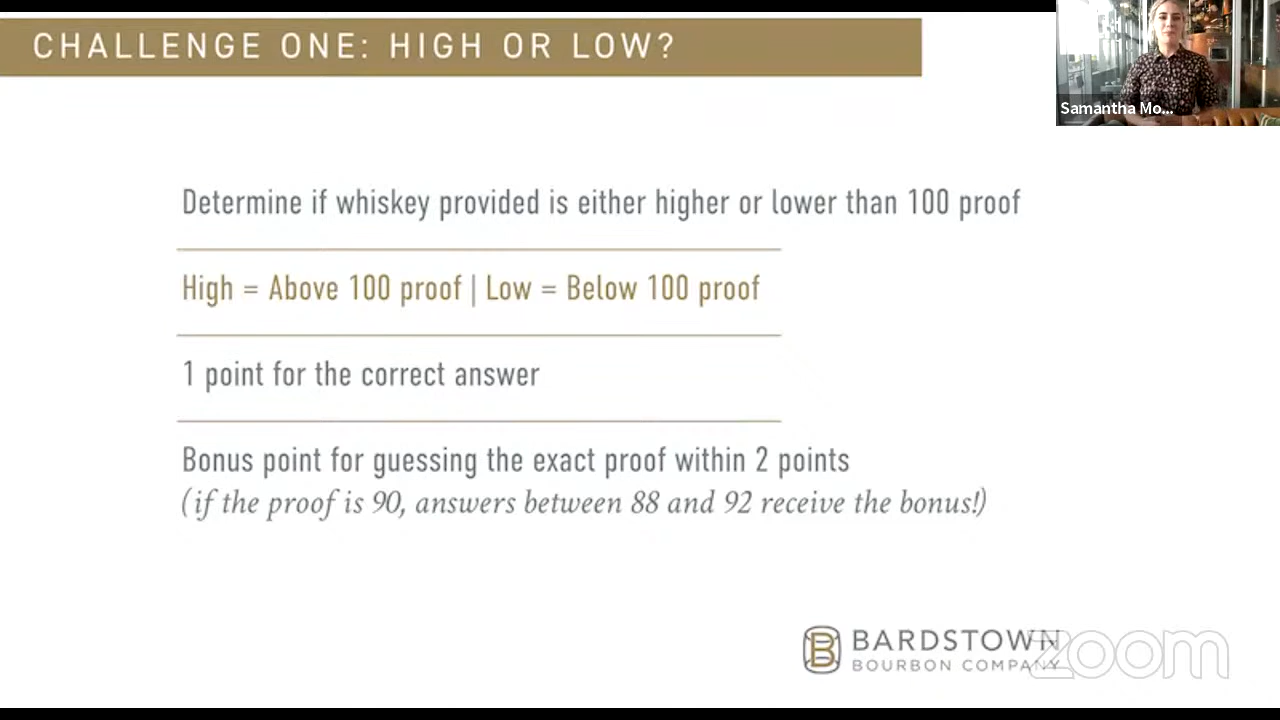 CHALLENGE ONE: HIGH OR LOW?
Samantha Mo...
Determine if whiskey provided is either higher or lower than 100 proof
High = Above 100 proof | Low = Below 100 proof
1 point for the correct answer
Bonus point for guessing the exact proof within 2 points
(if the proof is 90, answers between 88 and 92 receive the bonus!)
B BARDSTOWN
BOURBON COMPANY
zoom